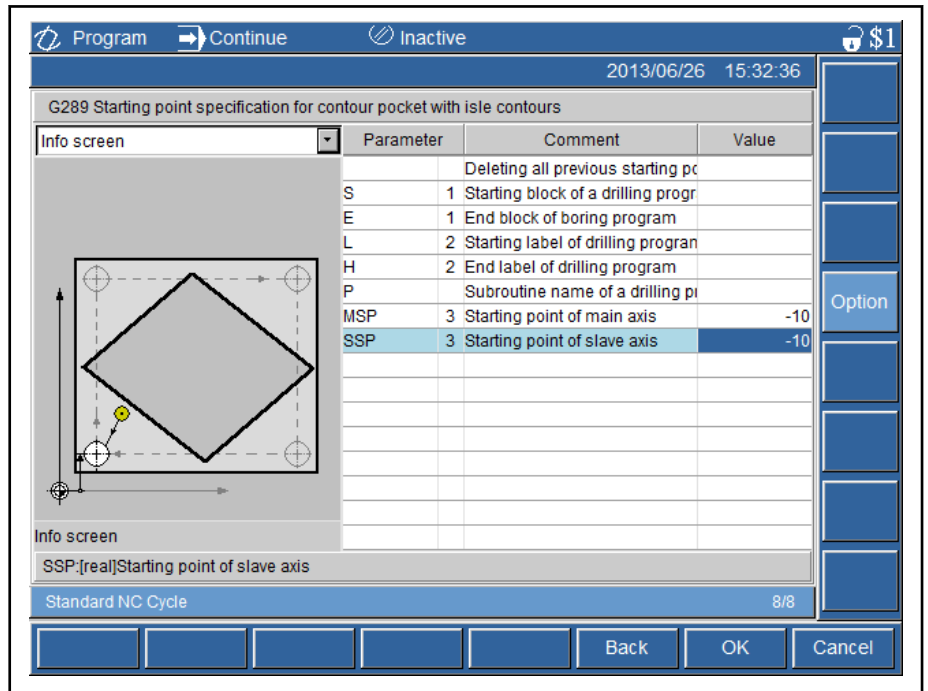 Program Continue Inactive $1
2013/06/26 15:32:36
G289 Starting point specification for contour pocket with isle contours
Info screen Parameter Comment Value
Deleting all previous starting po
S 1 Starting block of a drilling progr
E 1 End block of boring program
L 2 Starting label of drilling progran
H 2 End label of drilling program
P Subroutine name of a drilling pr
Option
MSP 3 Starting point of main axis -10
SSP 3 Starting point of slave axis -10
Info screen
SSP:[real]Starting point of slave axis
Standard NC Cycle 8/8
Back OK Cancel